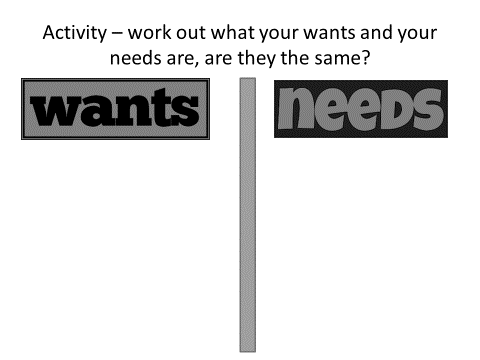 Activity – work out what your wants and your
needs are, are they the same?
wants
neeDs